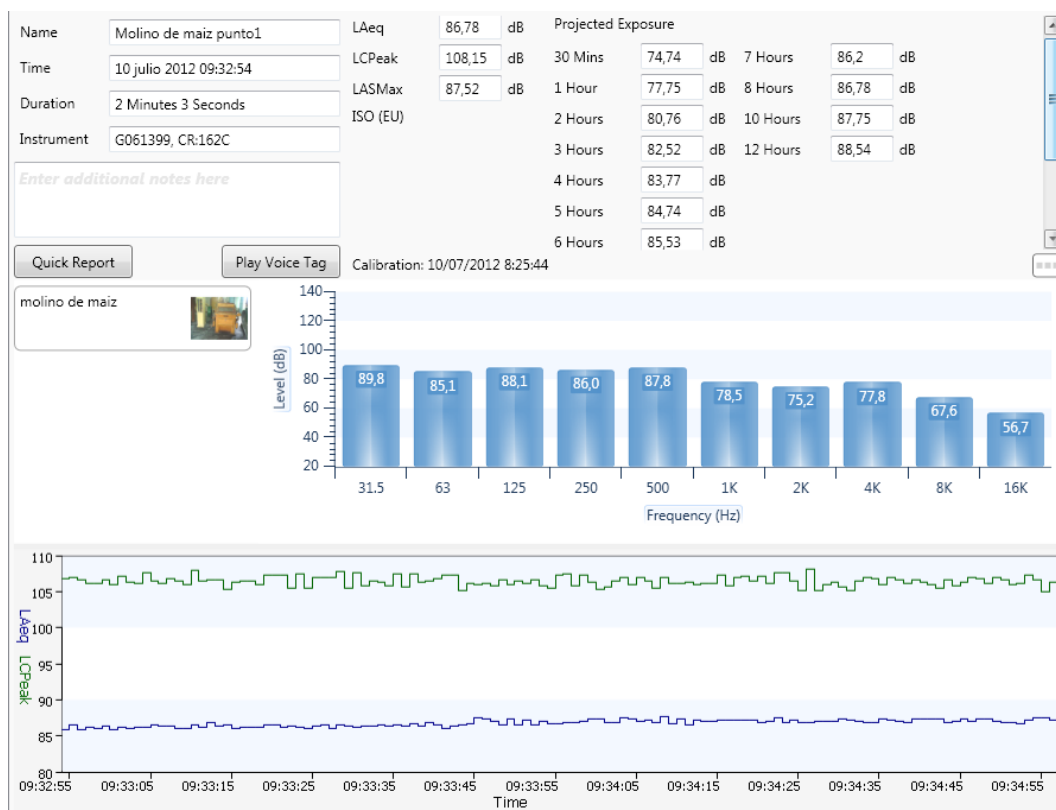 Name Molino de maiz punto1
Time 10 julio 2012 09:32:54
Duration 2 Minutes 3 Seconds
Instrument G061399, CR:162C
Enter additional notes here
Quick Report Play Voice Tag
LAeq 86,78 dB
LCPeak 108,15 dB
LASMax 87,52 dB
ISO (EU)
Projected Exposure
30 Mins 74,74 dB 7 Hours 86,2 dB
1 Hour 77,75 dB 8 Hours 86,78 dB
2 Hours 80,76 dB 10 Hours 87,75 dB
3 Hours 82,52 dB 12 Hours 88,54 dB
4 Hours 83,77 dB
5 Hours 84,74 dB
6 Hours 85,53 dB
Calibration: 10/07/2012 8:25:44
molino de maiz
Level (dB)
140
120
100
80
60
40
20
89,8 85,1 88,1 86,0 87,8 78,5 75,2 77,8 67,6 56,7
31.5 63 125 250 500 1K 2K 4K 8K 16K
Frequency (Hz)
LAeq LCPeak
110
105
100
95
90
85
80
09:32:55 09:33:05 09:33:15 09:33:25 09:33:35 09:33:45 09:33:55 09:34:05 09:34:15 09:34:25 09:34:35 09:34:45 09:34:55
Time